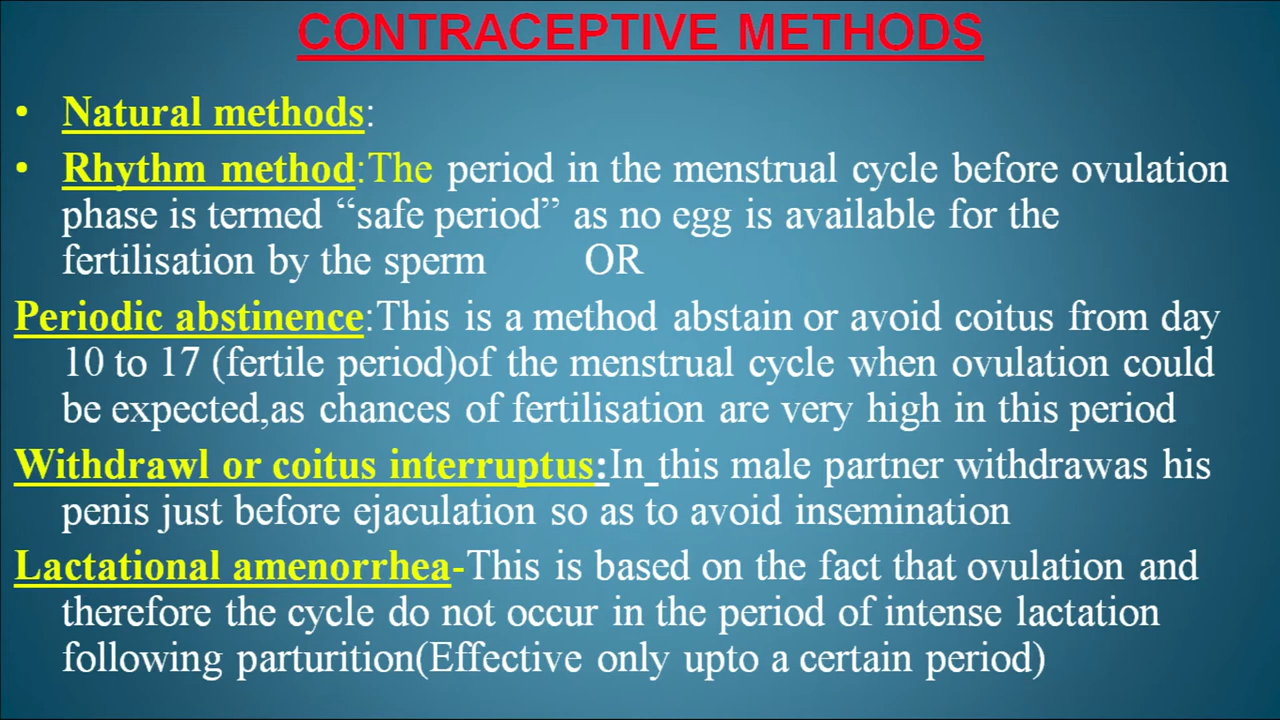 CONTRACEPTIVE METHODS
• Natural methods:
• Rhythm method:The period in the menstrual cycle before ovulation
phase is termed “safe period” as no egg is available for the
fertilisation by the sperm OR
Periodic abstinence:This is a method abstain or avoid coitus from day
10 to 17 (fertile period)of the menstrual cycle when ovulation could
be expected,as chances of fertilisation are very high in this period
Withdrawl or coitus interruptus:In this male partner withdrawas his
penis just before ejaculation so as to avoid insemination
Lactational amenorrhea-This is based on the fact that ovulation and
therefore the cycle do not occur in the period of intense lactation
following parturition(Effective only upto a certain period)